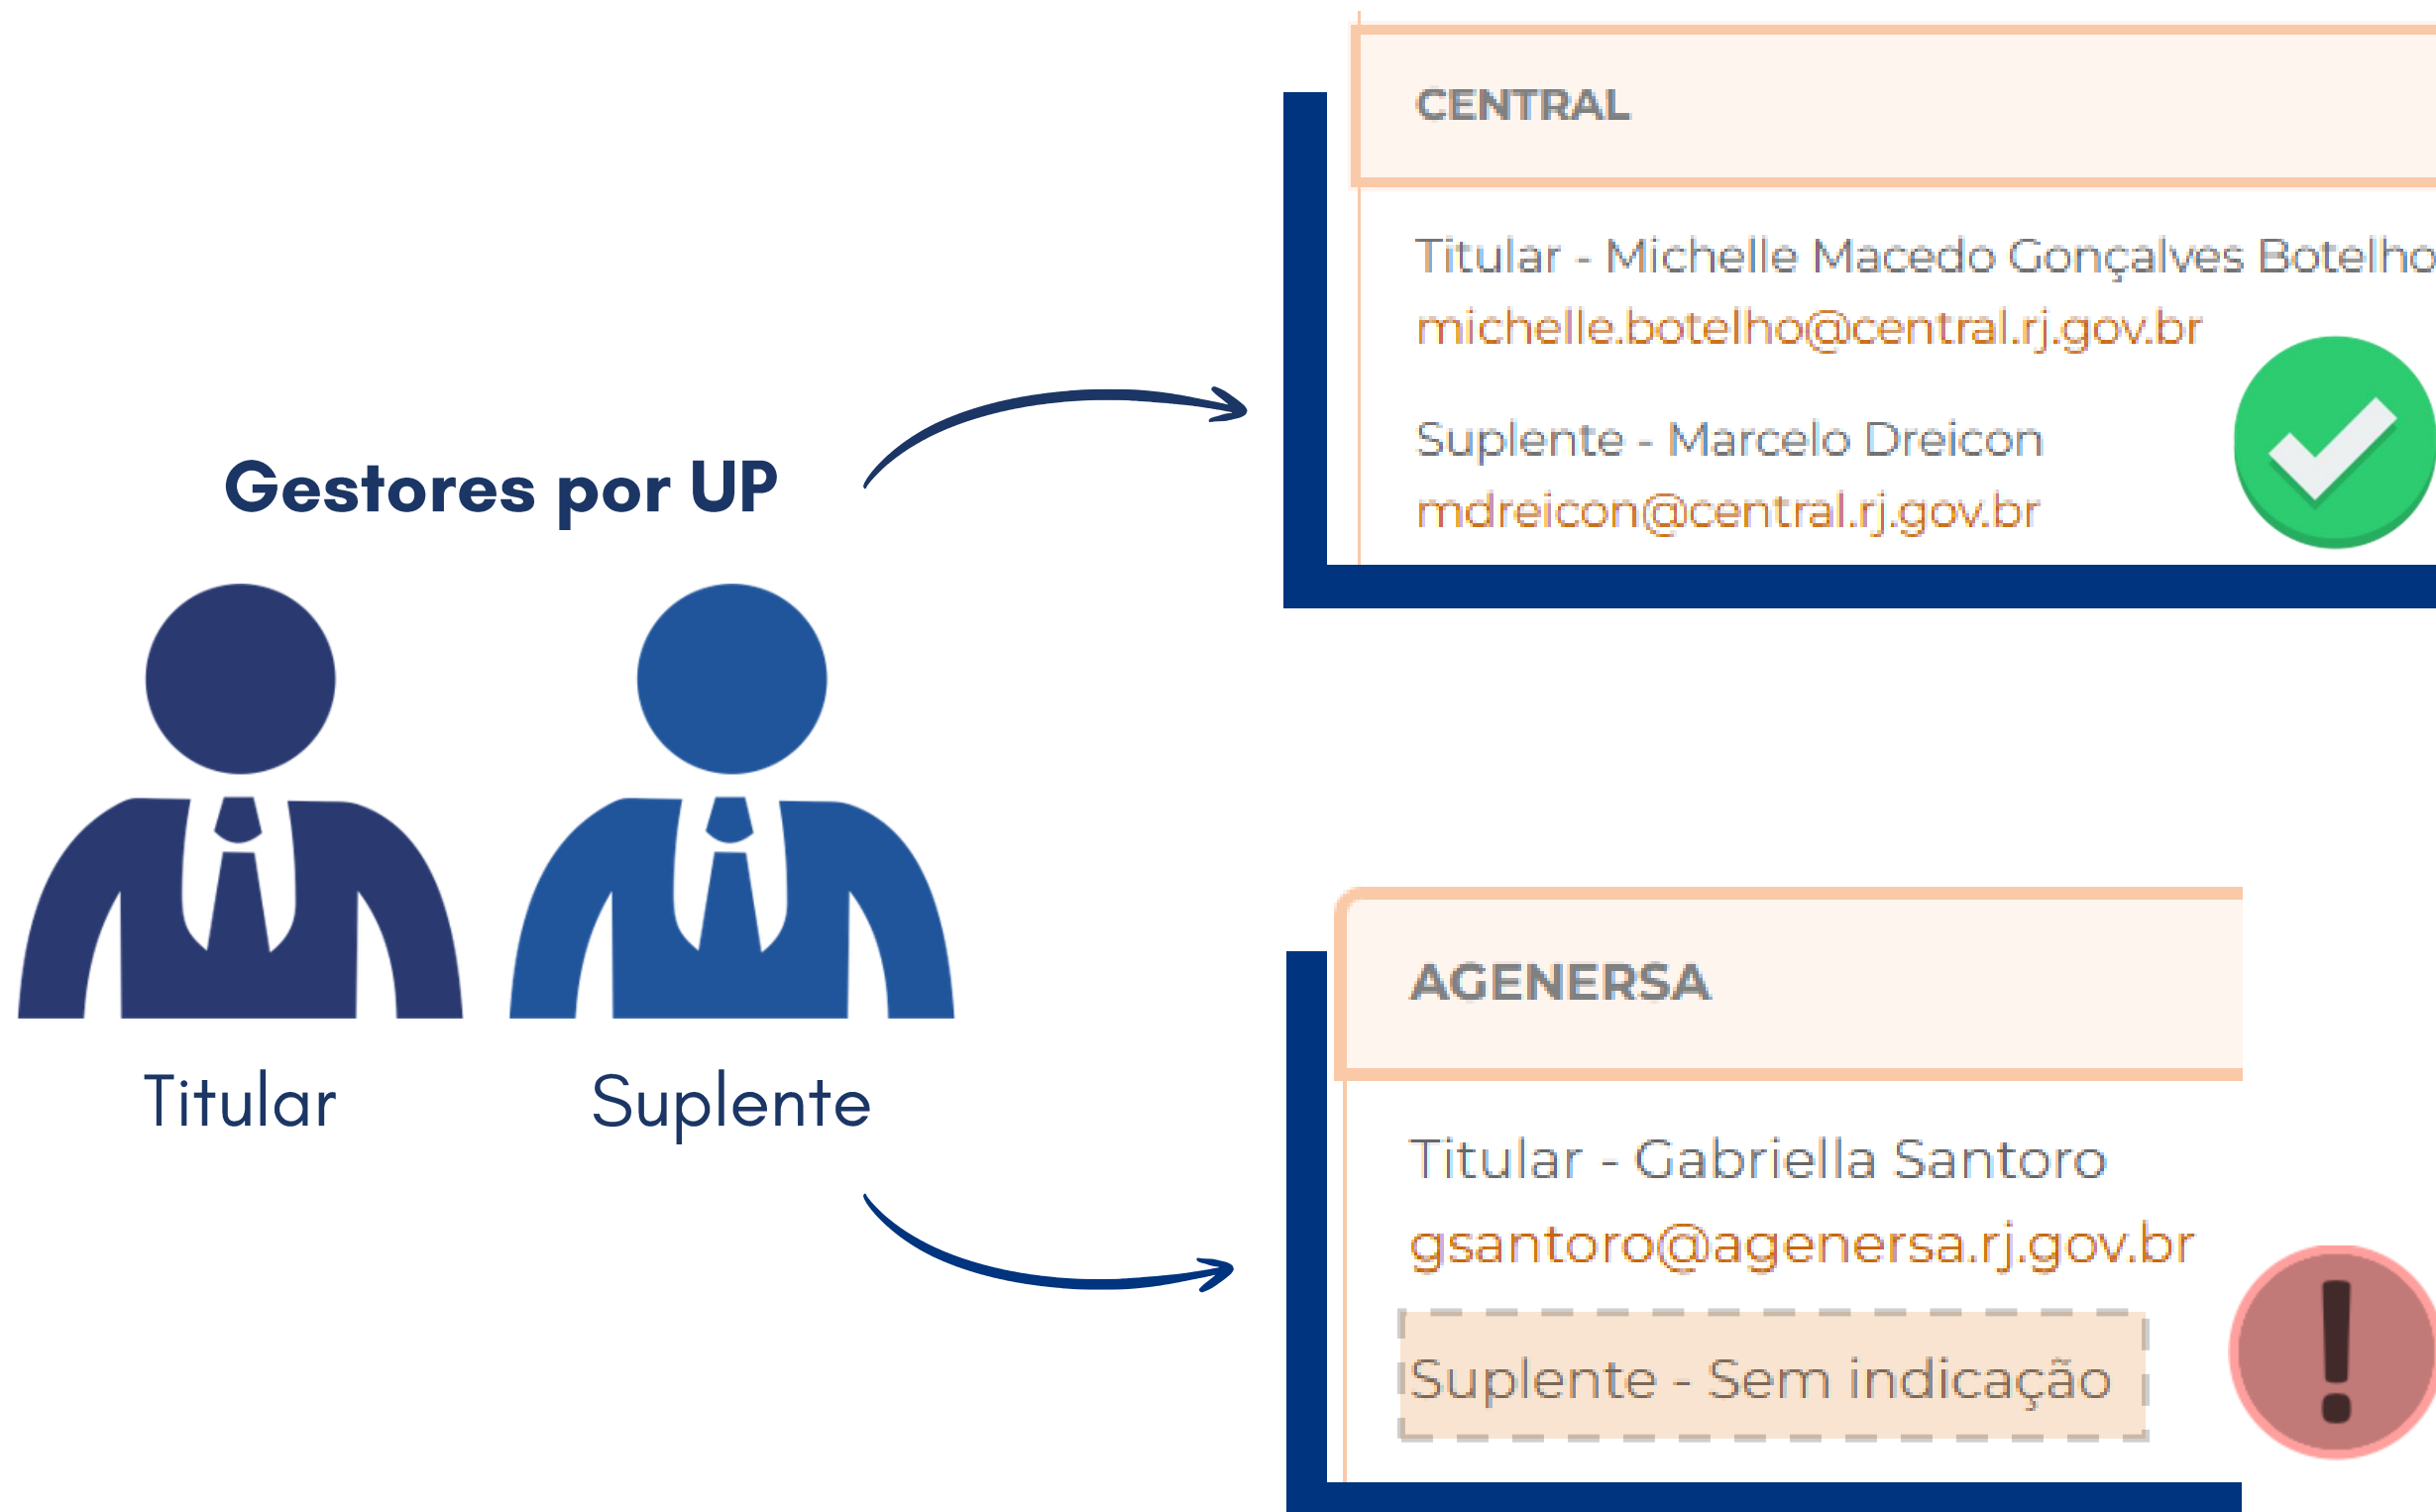 Gestores por UP
Titular
Suplente
CENTRAL
Titular - Michelle Macedo Gonçalves Botelho
michelle.botelho@central.rj.gov.br
Suplente - Marcelo Dreicon
mdreicon@central.rj.gov.br
AGENERSA
Titular - Gabriella Santoro
gsantoro@agenersa.rj.gov.br
Suplente - Sem indicação